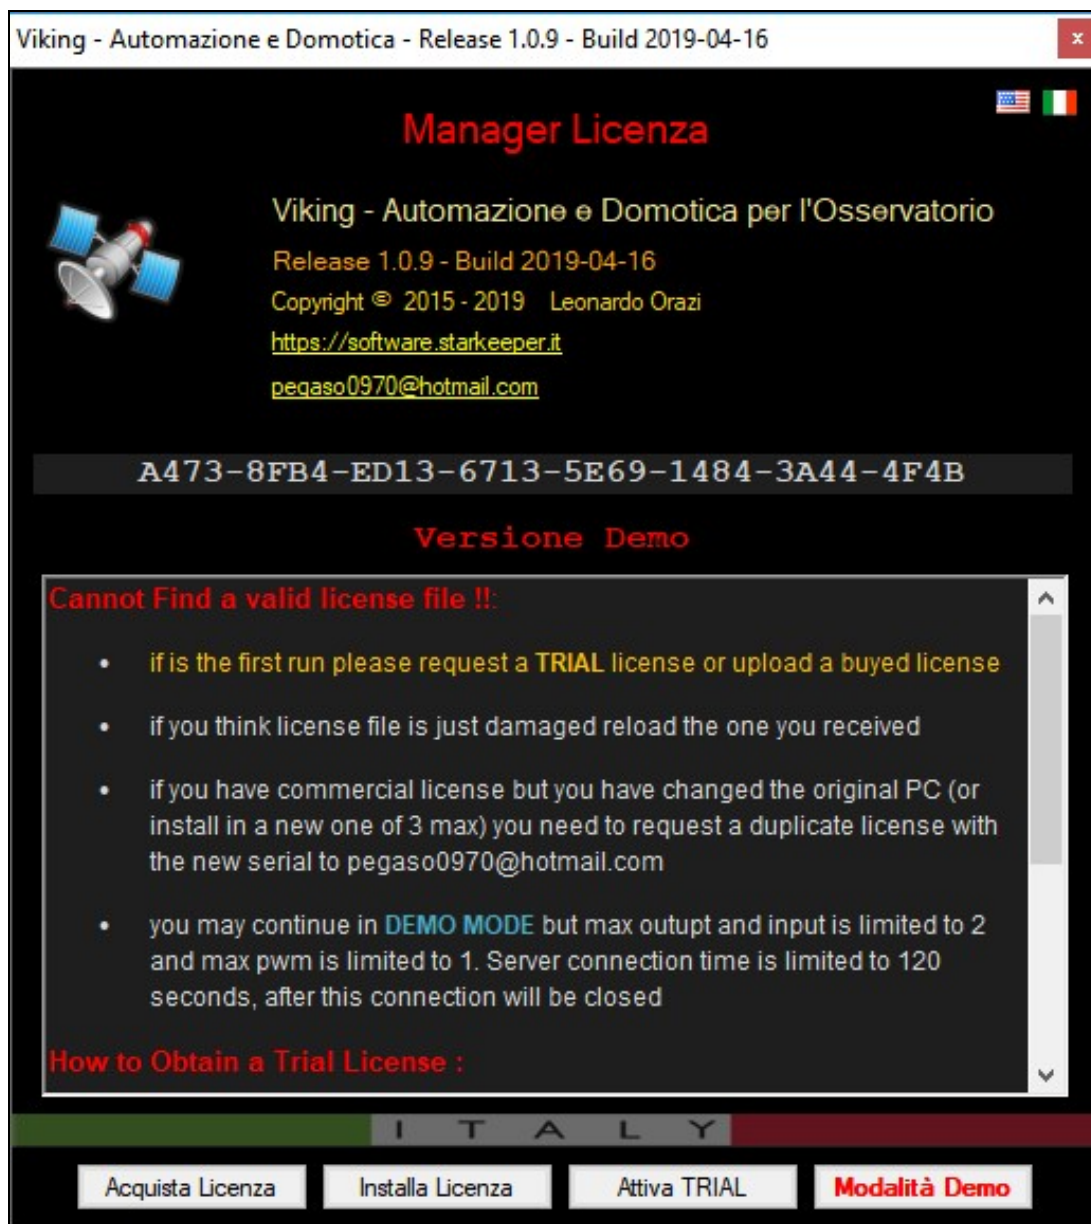 Viking - Automazione e Domotica - Release 1.0.9 - Build 2019-04-16
x
Manager Licenza
Viking - Automazione e Domotica per l'Osservatorio
Release 1.0.9 - Build 2019-04-16
Copyright © 2015 - 2019 Leonardo Orazi
https://software.starkeeper.it
pegaso0970@hotmail.com
A473-8FB4-ED13-6713-5E69-1484-3A44-4F4B
Versione Demo
Cannot Find a valid license file !!:
• if is the first run please request a TRIAL license or upload a buyed license
• if you think license file is just damaged reload the one you received
• if you have commercial license but you have changed the original PC (or
install in a new one of 3 max) you need to request a duplicate license with
the new serial to pegaso0970@hotmail.com
• you may continue in DEMO MODE but max outupt and input is limited to 2
and max pwm is limited to 1. Server connection time is limited to 120
seconds, after this connection will be closed
How to Obtain a Trial License :
ITALY
Acquista Licenza
Installa Licenza
Attiva TRIAL
Modalità Demo